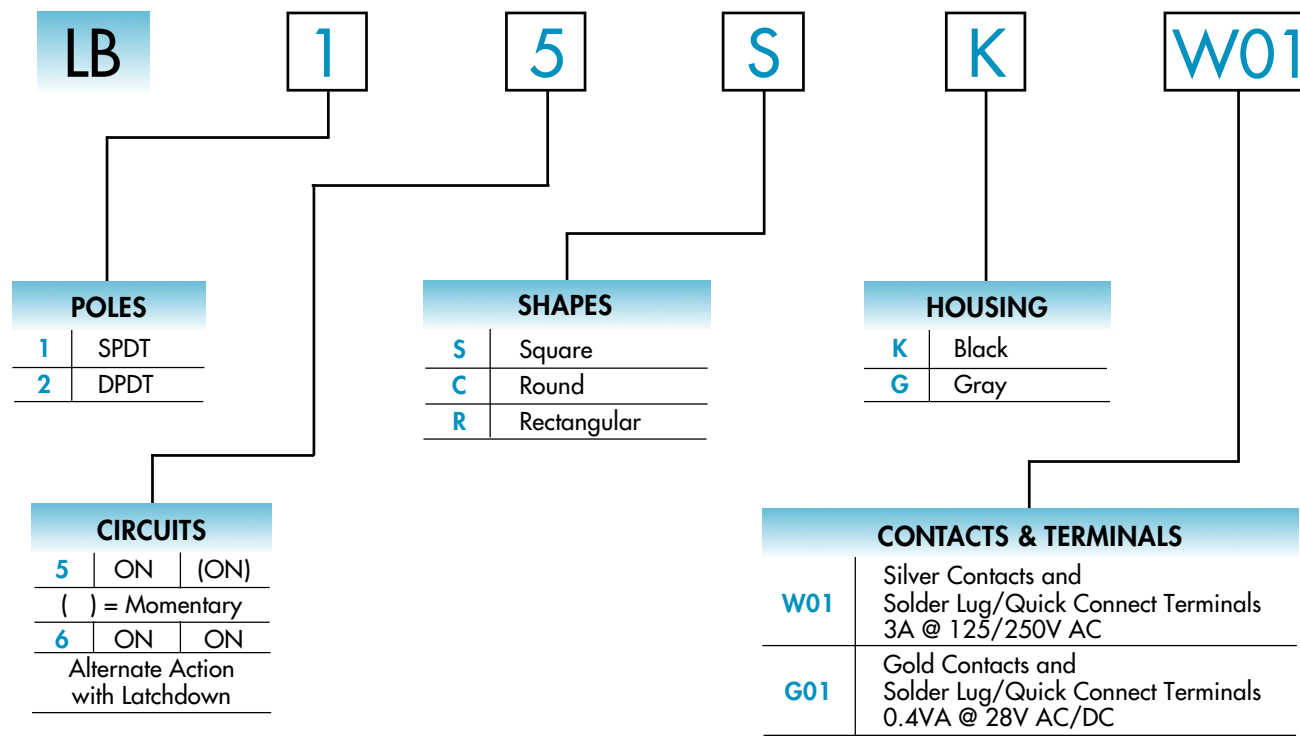 LB 1 5 S K W01
POLES
1 SPDT
2 DPDT
SHAPES
S Square
C Round
R Rectangular
HOUSING
K Black
G Gray
CIRCUITS
5 ON (ON)
( ) = Momentary
6 ON ON
Alternate Action
with Latchdown
CONTACTS & TERMINALS
W01 Silver Contacts and
Solder Lug/Quick Connect Terminals
3A @ 125/250V AC
G01 Gold Contacts and
Solder Lug/Quick Connect Terminals
0.4VA @ 28V AC/DC